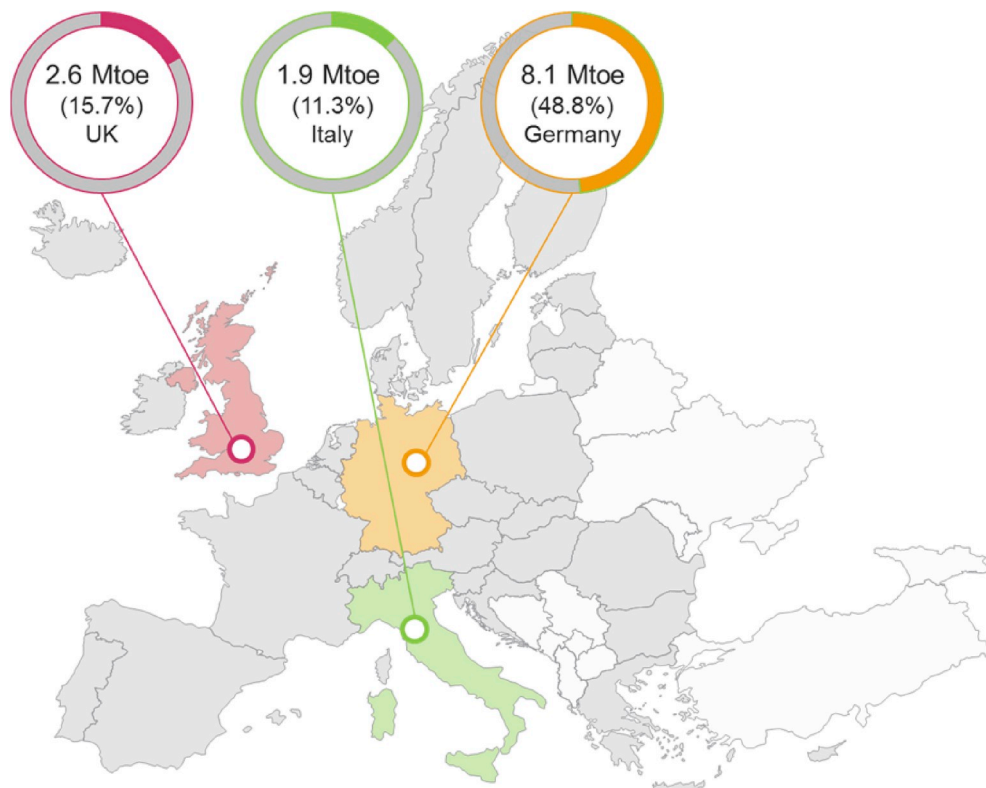 2.6 Mtoe
(15.7%)
UK
1.9 Mtoe
(11.3%)
Italy
8.1 Mtoe
(48.8%)
Germany